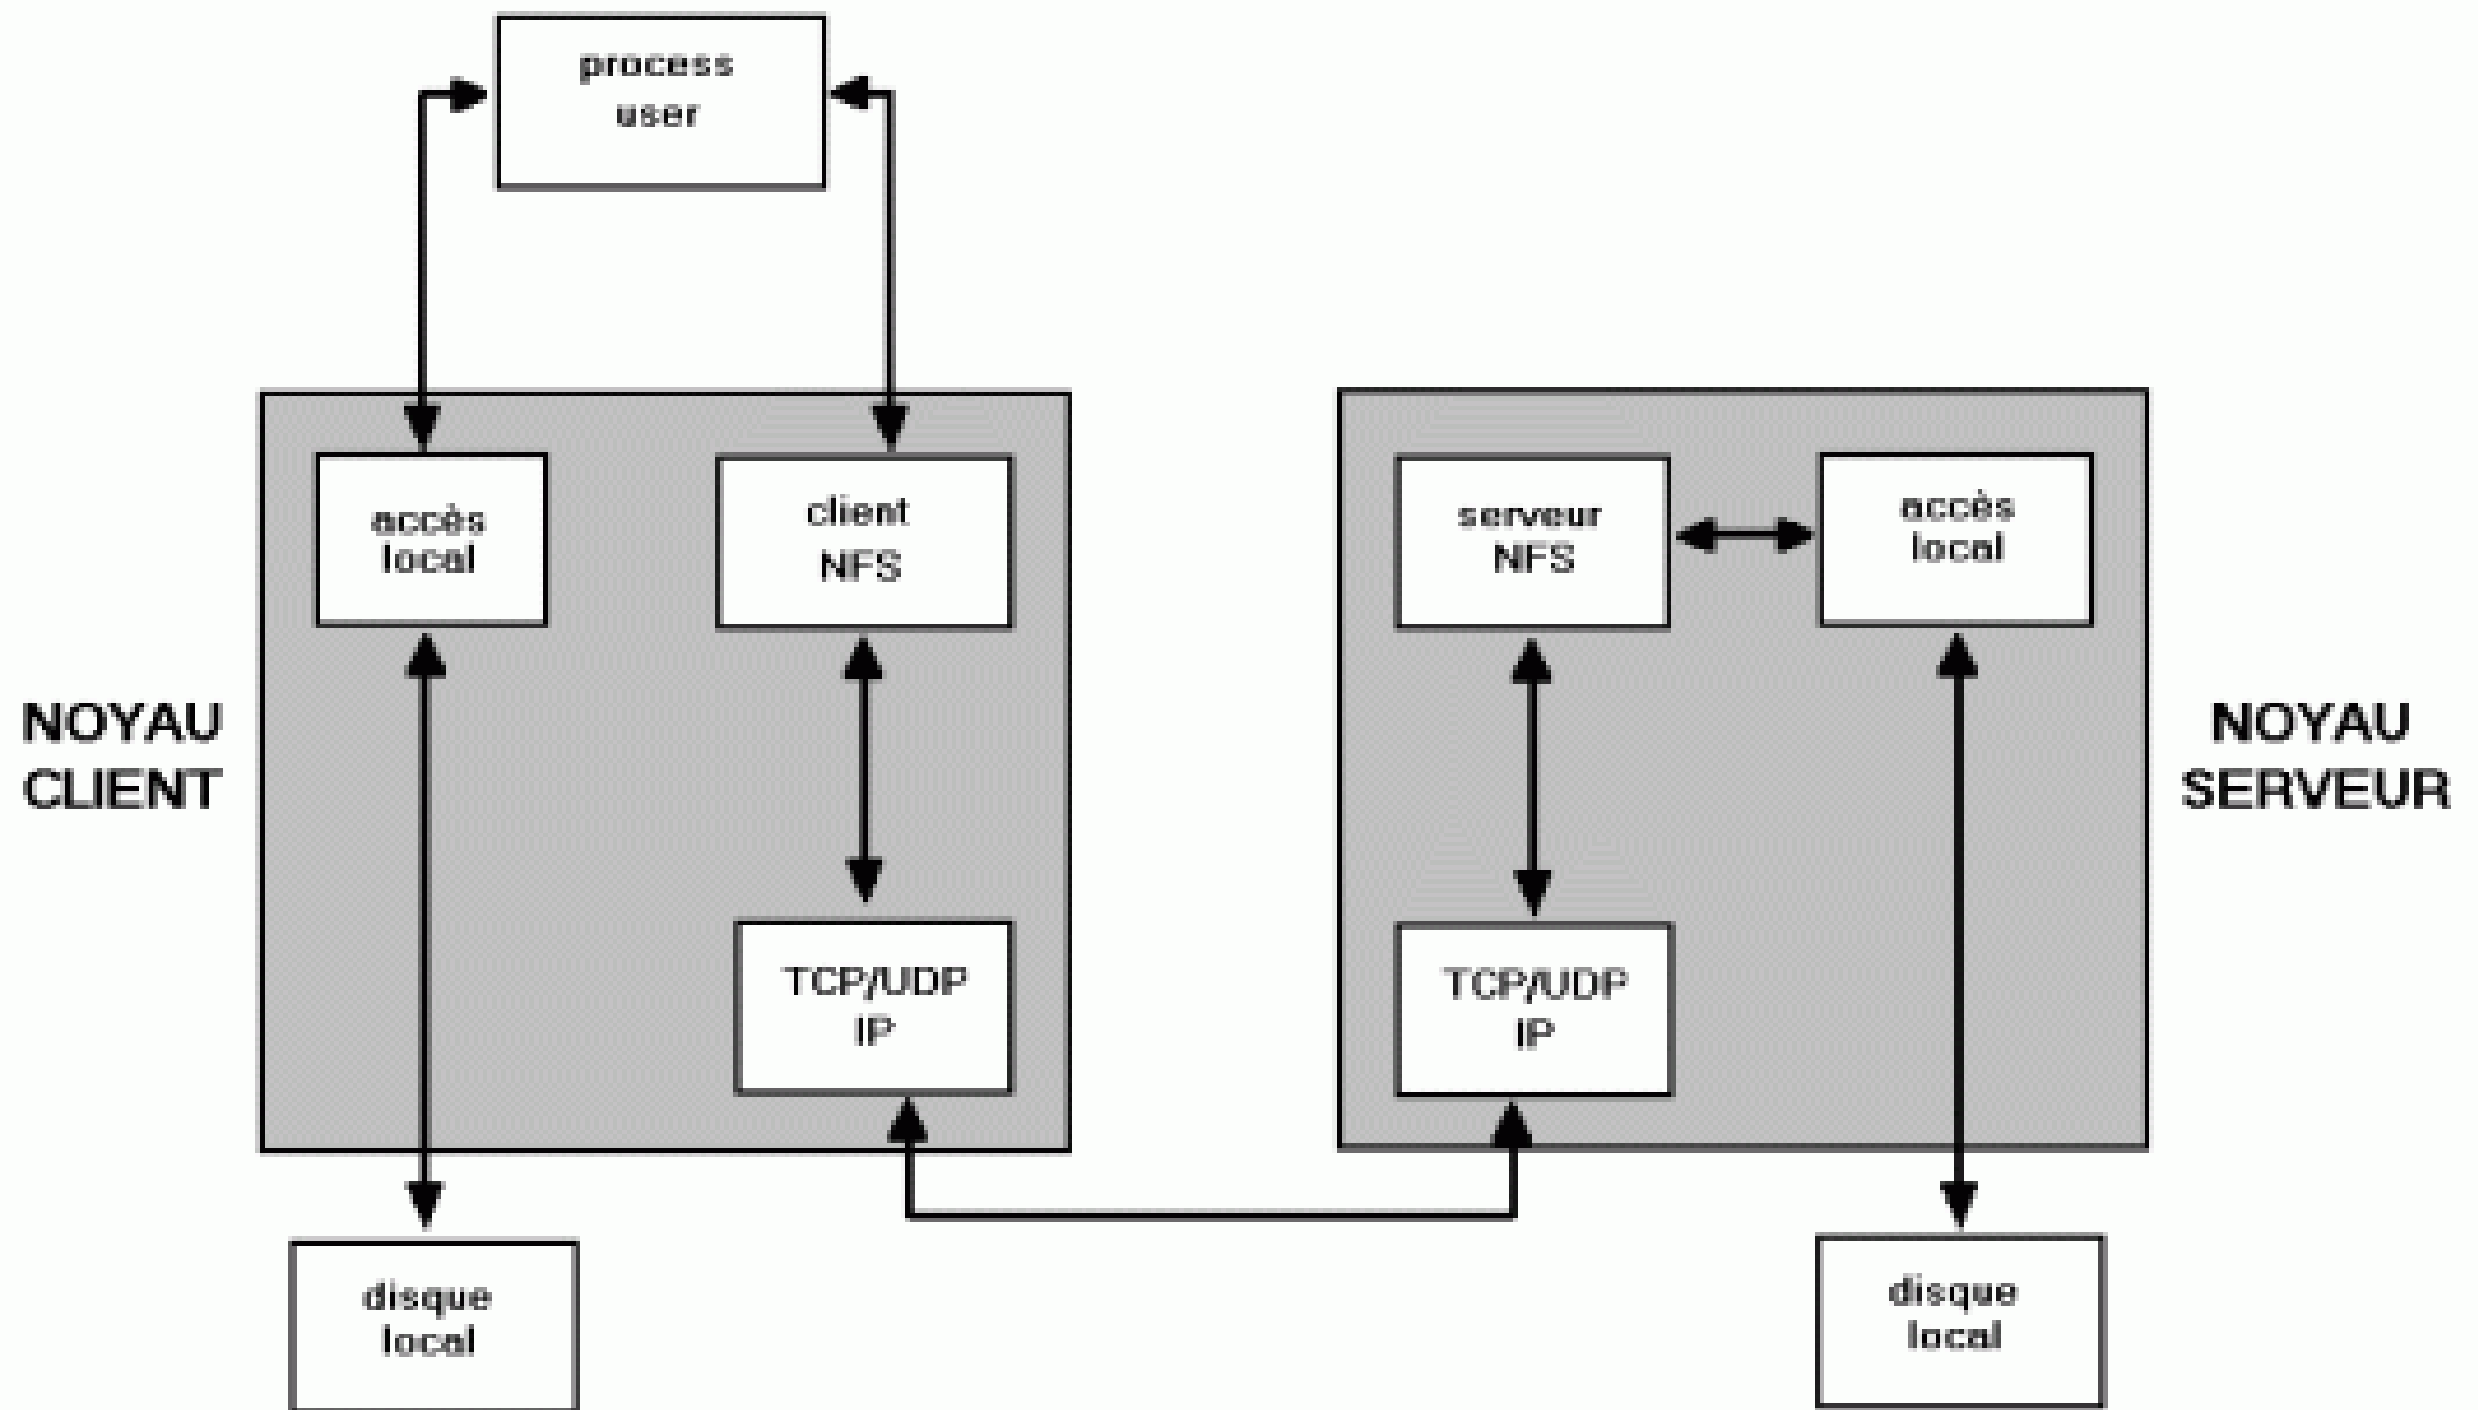 process
user
accès
local
client
NFS
serveur
NFS
accès
local
NOYAU
CLIENT
NOYAU
SERVEUR
TCP/UDP
IP
TCP/UDP
IP
disque
local
disque
local